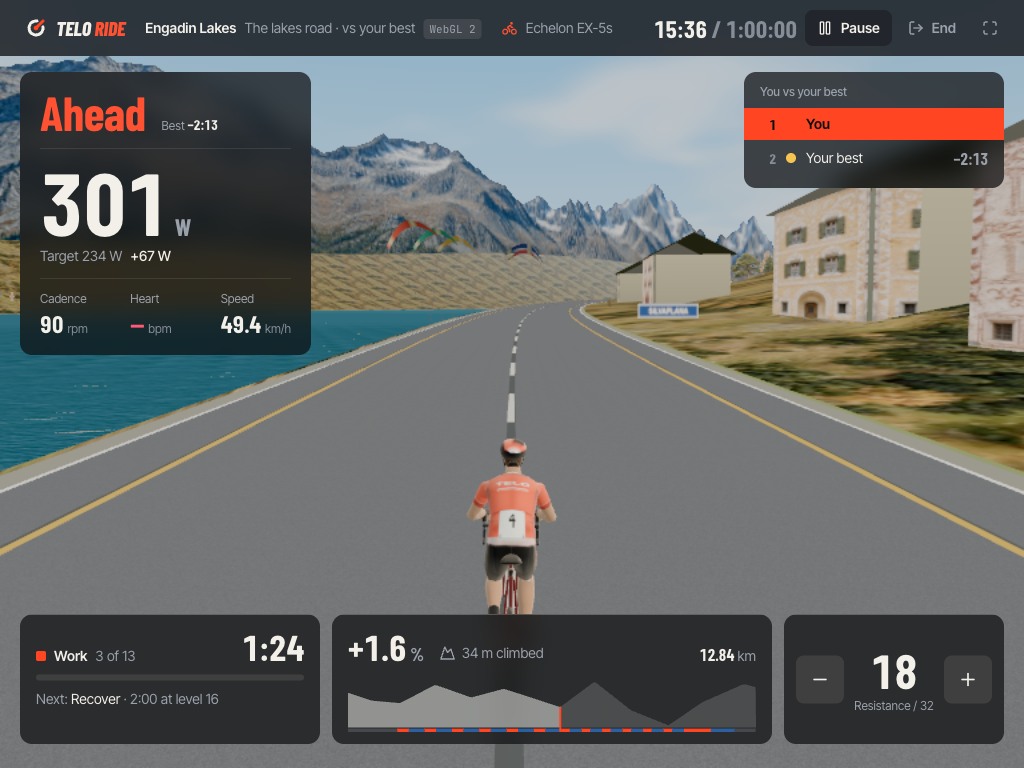 TELO RIDE Engadin Lakes The lakes road · vs your best WebGL 2 Echelon EX-5s 15:36 / 1:00:00 Pause End
Ahead Best −2:13
301 W
Target 234 W +67 W
Cadence Heart Speed
90 rpm — bpm 49.4 km/h
You vs your best
1 You
2 Your best −2:13
SILVAPLANA
TELO
4
Work 3 of 13 1:24
Next: Recover · 2:00 at level 16
+1.6 % 34 m climbed 12.84 km
− 18 +
Resistance / 32